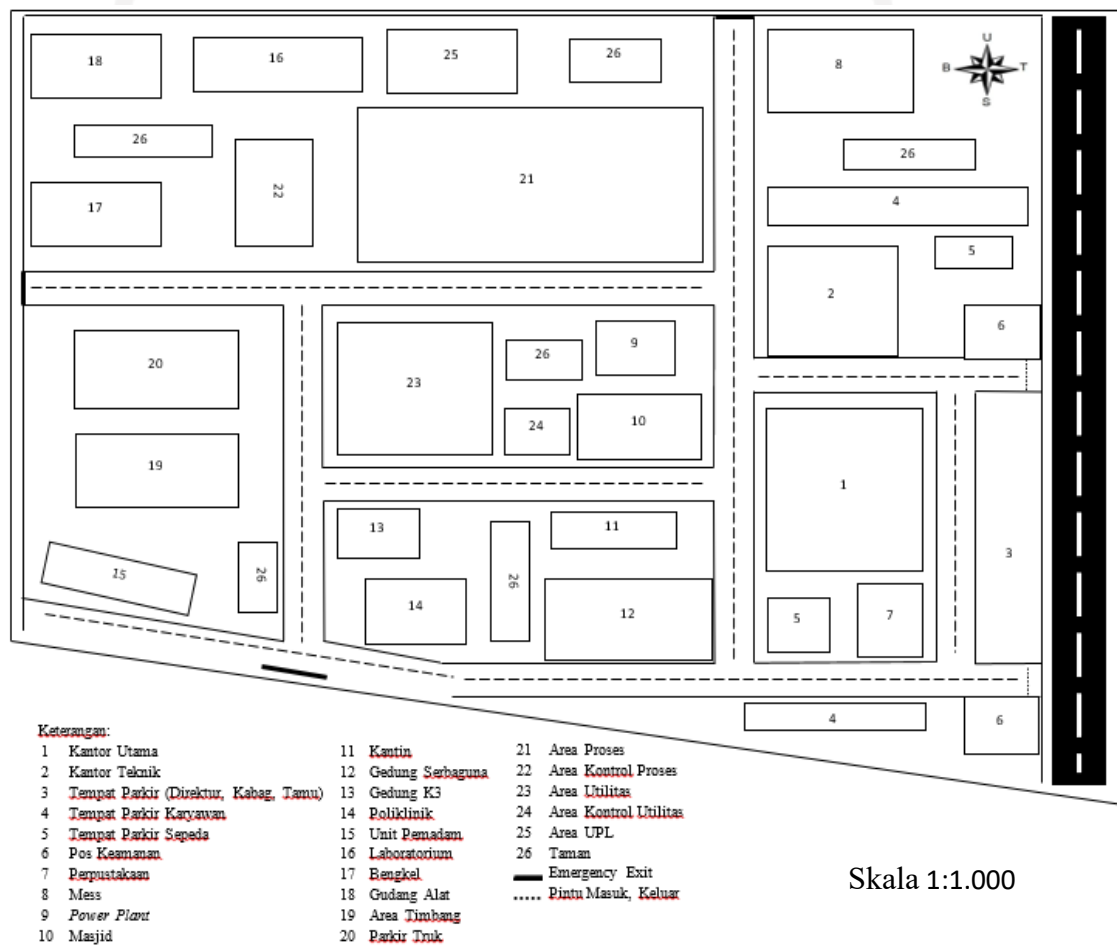 18
16
25
26
8
U
B
T
S
26
22
21
26
4
17
5
2
6
20
23
26
9
24
10
19
1
3
13
11
15
26
26
14
12
5
7
4
6
Keterangan:
1 Kantor Utama
2 Kantor Teknik
3 Tempat Parkir (Direktur, Kabag, Tamu)
4 Tempat Parkir Karyawan
5 Tempat Parkir Sepeda
6 Pos Keamanan
7 Perpustakaan
8 Mess
9 Power Plant
10 Masjid
11 Kantin
12 Gedung Serbaguna
13 Gedung K3
14 Poliklinik
15 Unit Pemadam
16 Laboratorium
17 Bengkel
18 Gudang Alat
19 Area Timbang
20 Parkir Truk
21 Area Proses
22 Area Kontrol Proses
23 Area Utilitas
24 Area Kontrol Utilitas
25 Area UPL
26 Taman
Emergency Exit
Pintu Masuk, Keluar
Skala 1:1.000